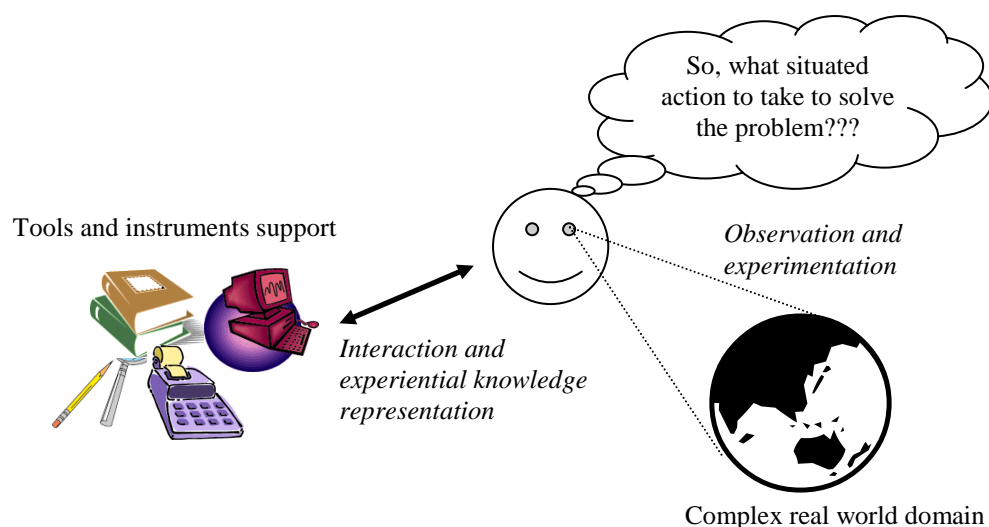 So, what situated
action to take to solve
the problem???
Tools and instruments support
Observation and
experimentation
Interaction and
experiential knowledge
representation
Complex real world domain